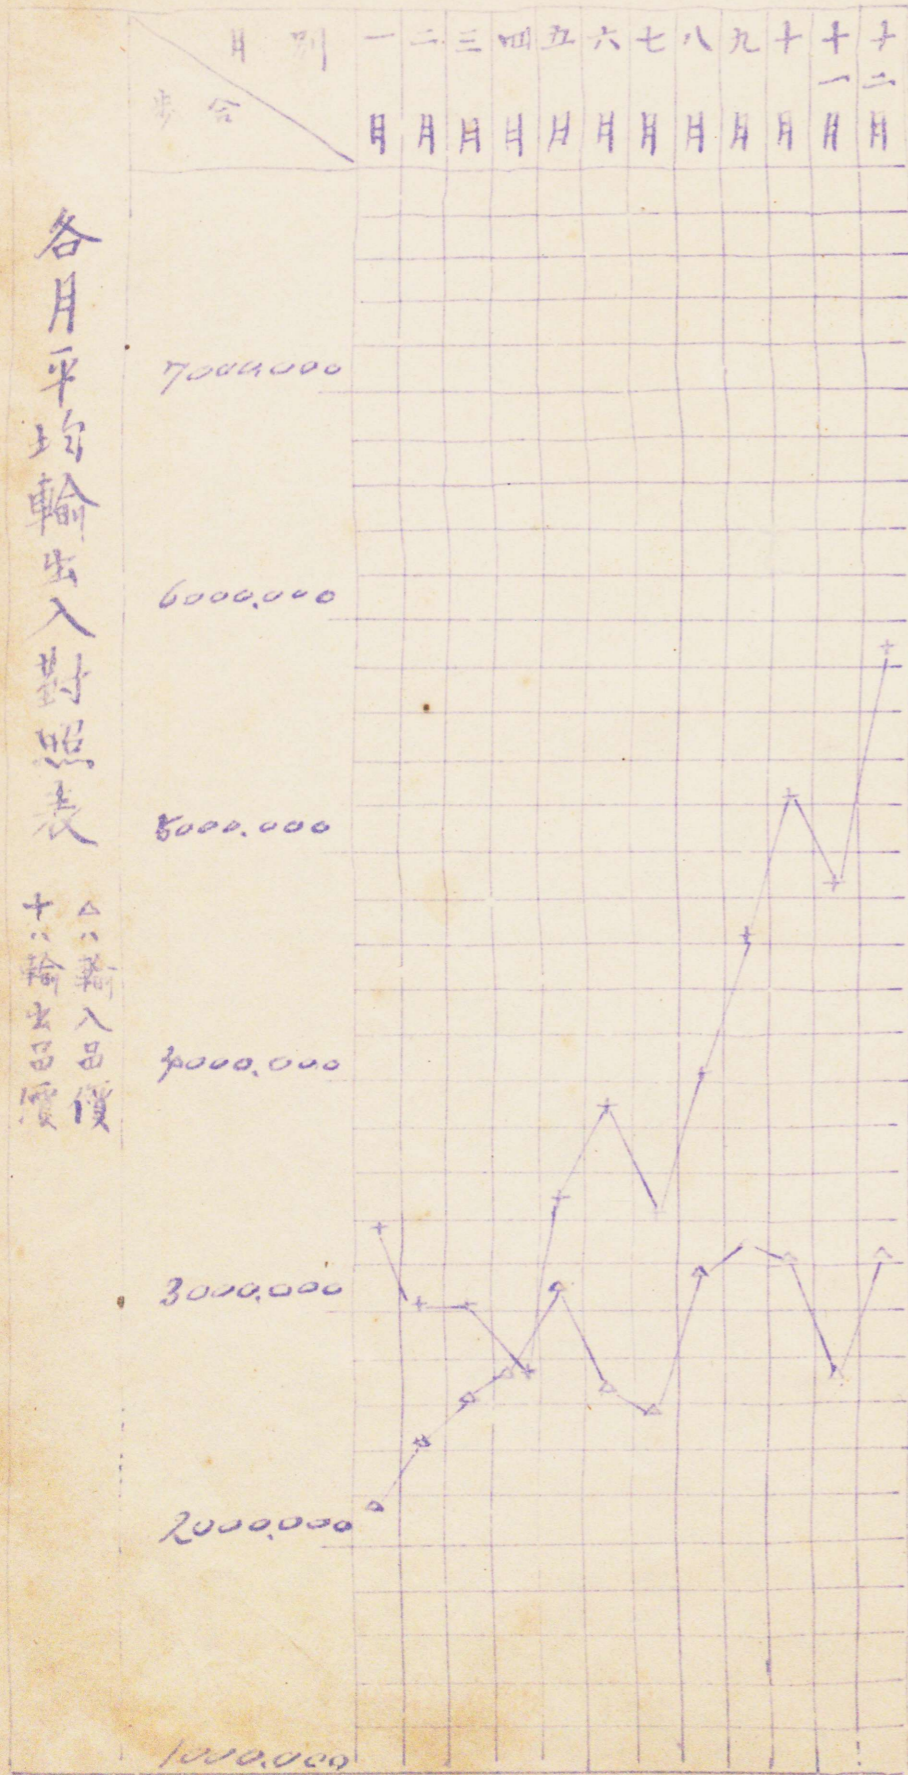 各月平均輸出入對照表
△ハ輸入品價
十ハ輸出品價
月別
歩合
一月
二月
三月
四月
五月
六月
七月
八月
九月
十月
十一月
十二月
7000.000
6000.000
5000.000
4000.000
3000.000
2000.000
1000.000